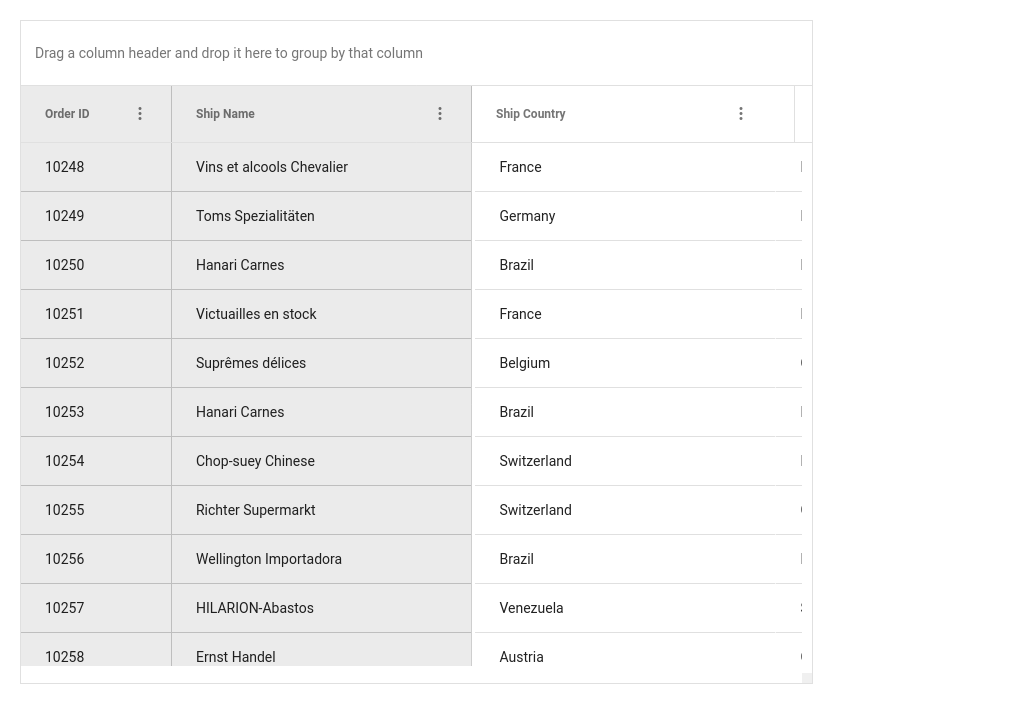 Drag a column header and drop it here to group by that column
Order ID Ship Name Ship Country
10248 Vins et alcools Chevalier France
10249 Toms Spezialitäten Germany
10250 Hanari Carnes Brazil
10251 Victuailles en stock France
10252 Suprêmes délices Belgium
10253 Hanari Carnes Brazil
10254 Chop-suey Chinese Switzerland
10255 Richter Supermarkt Switzerland
10256 Wellington Importadora Brazil
10257 HILARION-Abastos Venezuela
10258 Ernst Handel Austria